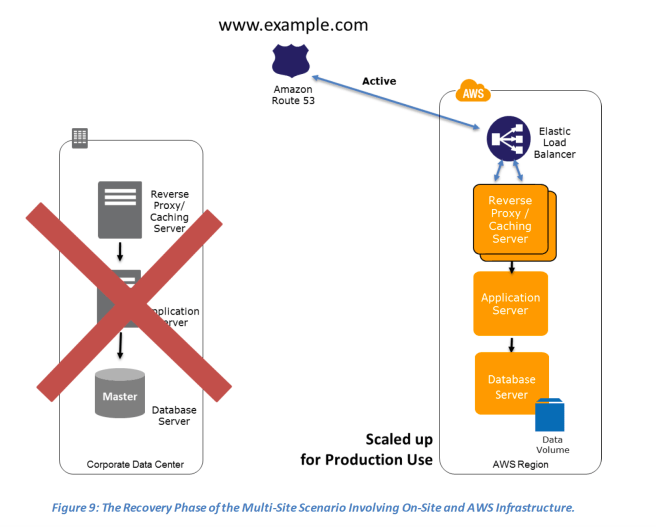 www.example.com
Amazon
Route 53
Active
AWS
Elastic
Load
Balancer
Reverse
Proxy/
Caching
Server
Reverse
Proxy /
Caching
Server
pplication
rver
Application
Server
Master
Database
Server
Database
Server
Data
Volume
Scaled up
for Production Use
Corporate Data Center
AWS Region
Figure 9: The Recovery Phase of the Multi-Site Scenario Involving On-Site and AWS Infrastructure.